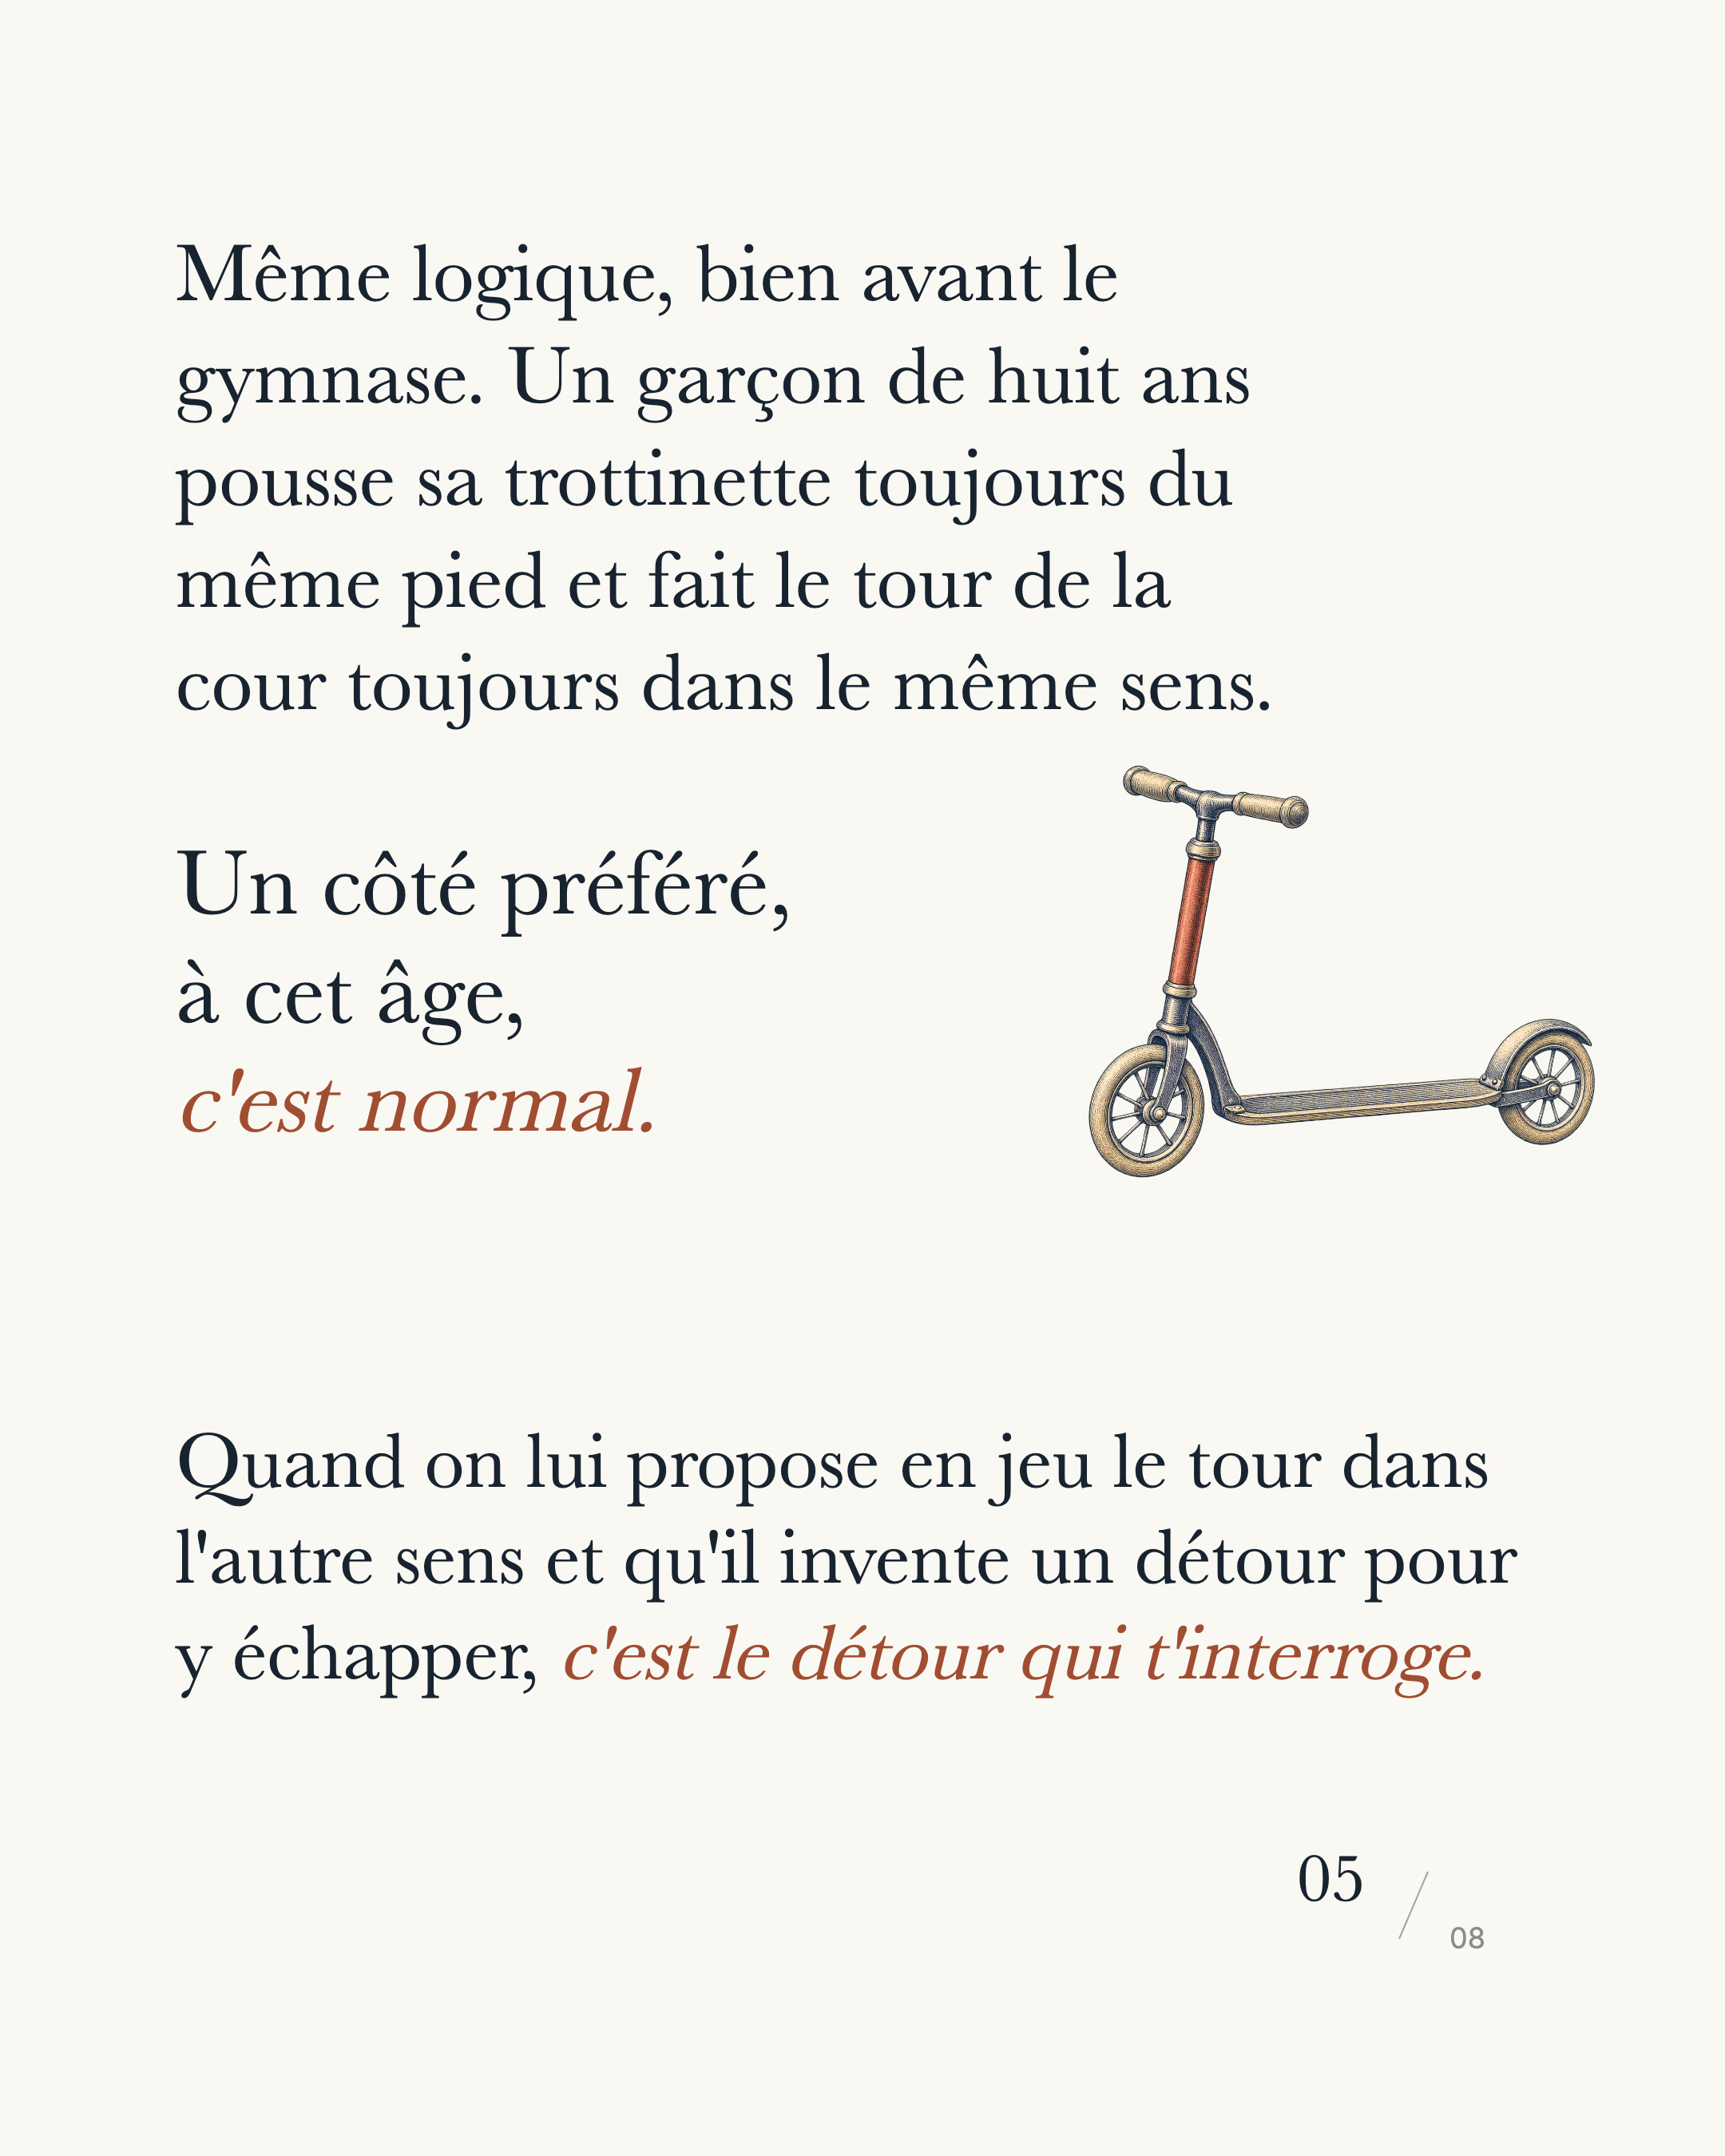 Même logique, bien avant le
gymnase. Un garçon de huit ans
pousse sa trottinette toujours du
même pied et fait le tour de la
cour toujours dans le même sens.
Un côté préféré,
à cet âge,
c'est normal.
Quand on lui propose en jeu le tour dans
l'autre sens et qu'il invente un détour pour
y échapper, c'est le détour qui t'interroge.
05 / 08